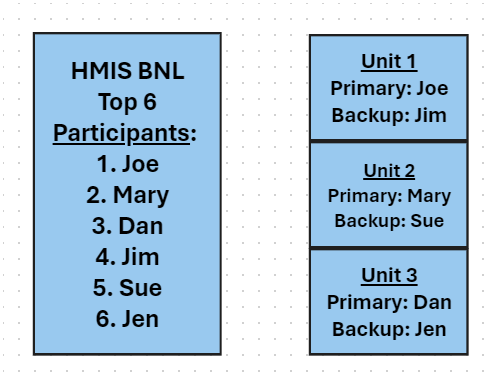 HMIS BNL
Top 6
Participants:
1. Joe
2. Mary
3. Dan
4. Jim
5. Sue
6. Jen
Unit 1
Primary: Joe
Backup: Jim
Unit 2
Primary: Mary
Backup: Sue
Unit 3
Primary: Dan
Backup: Jen